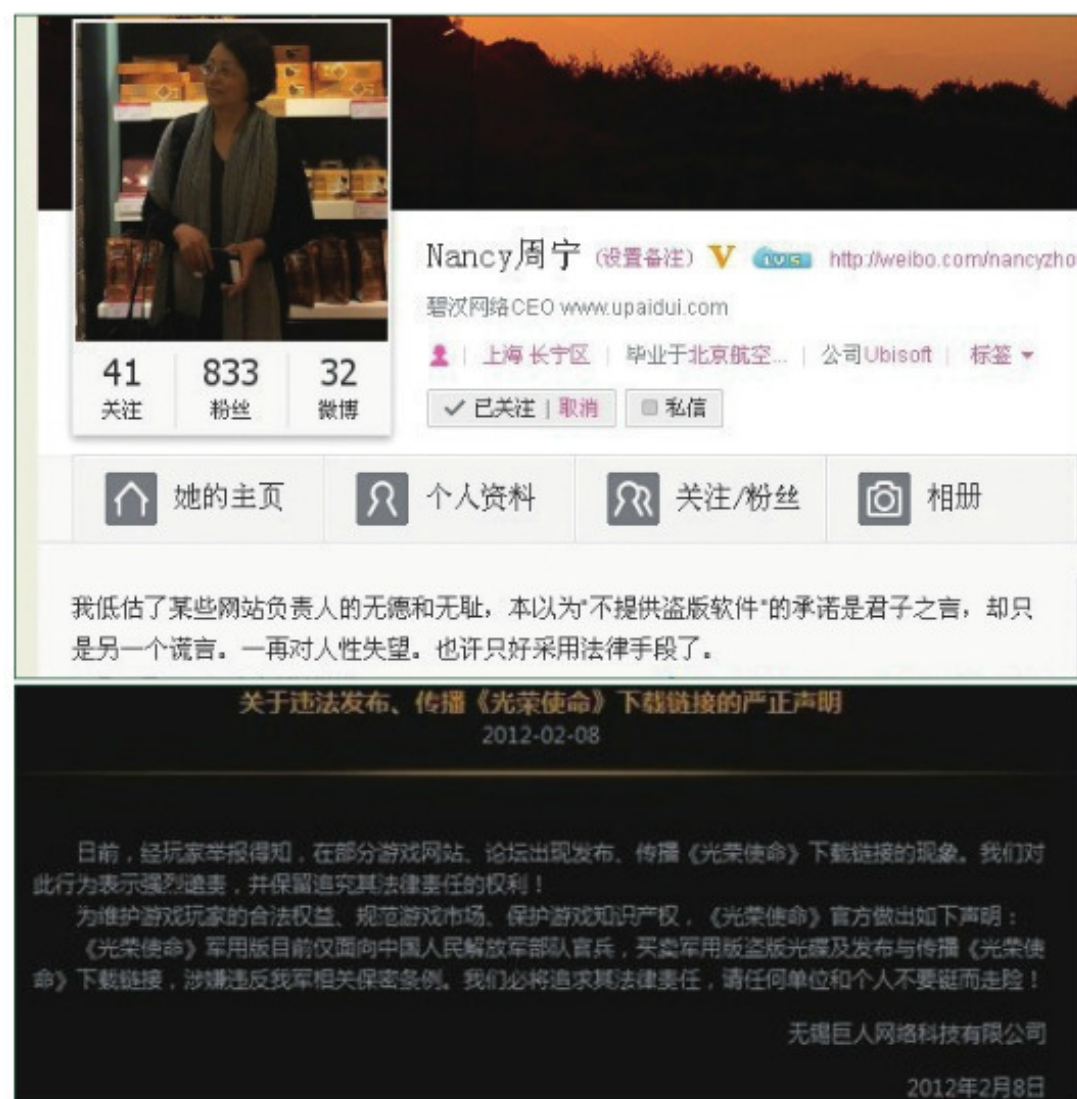 Nancy周宁 (设置备注) V LV5 http://weibo.com/nancyzho
碧汉网络CEO www.upaidui.com
上海 长宁区 | 毕业于北京航空... | 公司Ubisoft | 标签
41 833 32
关注 粉丝 微博
已关注 | 取消 私信
她的主页 个人资料 关注/粉丝 相册
我低估了某些网站负责人的无德和无耻，本以为"不提供盗版软件"的承诺是君子之言，却只
是另一个谎言。一再对人性失望。也许只好采用法律手段了。
关于违法发布、传播《光荣使命》下载链接的严正声明
2012-02-08
日前，经玩家举报得知，在部分游戏网站、论坛出现发布、传播《光荣使命》下载链接的现象。我们对
此行为表示强烈谴责，并保留追究其法律责任的权利！
为维护游戏玩家的合法权益、规范游戏市场、保护游戏知识产权，《光荣使命》官方做出如下声明：
《光荣使命》军用版目前仅面向中国人民解放军部队官兵，买卖军用版盗版光碟及发布与传播《光荣使
命》下载链接，涉嫌违反我军相关保密条例。我们必将追求其法律责任，请任何单位和个人不要铤而走险！
无锡巨人网络科技有限公司
2012年2月8日